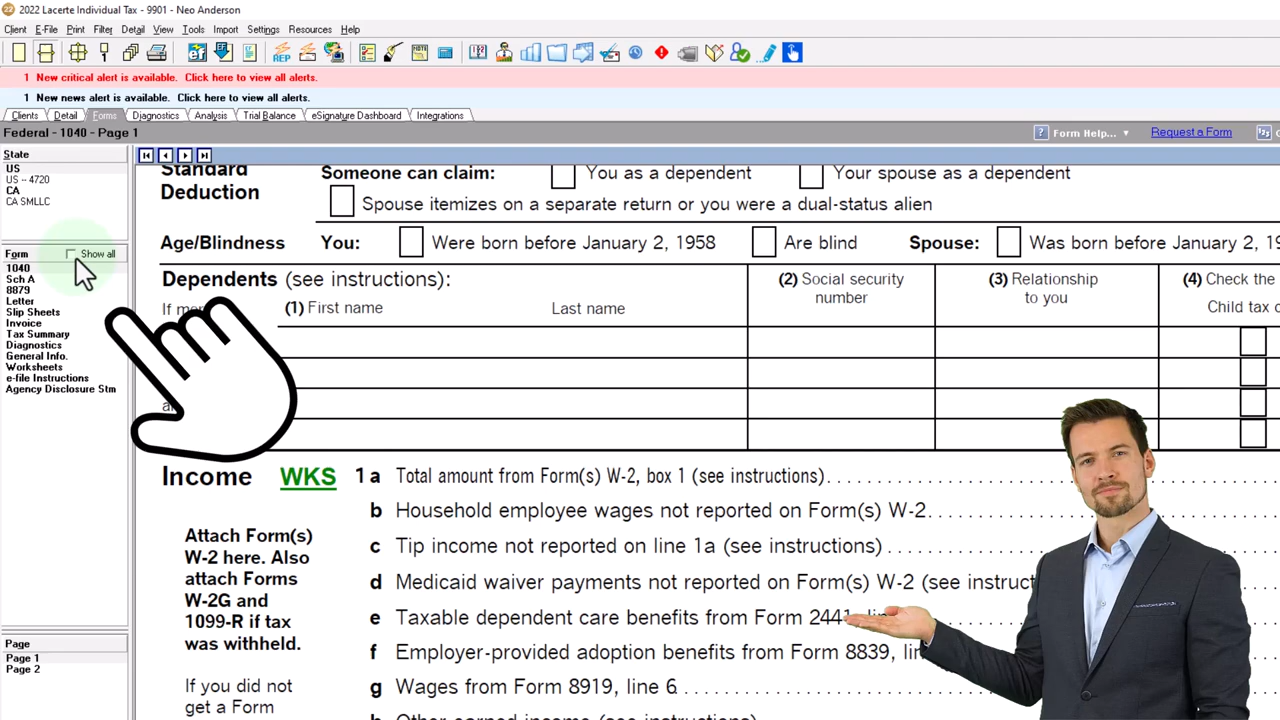 2022 Lacerte Individual Tax - 9901 - Neo Anderson
Client E-File Print Filter Detail View Tools Import Settings Resources Help
1 New critical alert is available. Click here to view all alerts.
1 New news alert is available. Click here to view all alerts.
Clients Detail Forms Diagnostics Analysis Trial Balance eSignature Dashboard Integrations
Federal - 1040 - Page 1
Form Help... Request a Form
State
US
US -- 4720
CA
CA SMLLC
Form Show all
1040
Sch A
8879
Letter
Slip Sheets
Invoice
Tax Summary
Diagnostics
General Info.
Worksheets
e-file Instructions
Agency Disclosure Stm
Page
Page 1
Page 2
Standard Deduction
Someone can claim: You as a dependent Your spouse as a dependent
Spouse itemizes on a separate return or you were a dual-status alien
Age/Blindness You: Were born before January 2, 1958 Are blind Spouse: Was born before January 2, 19
Dependents (see instructions):
(2) Social security number
(3) Relationship to you
(4) Check the
Child tax c
If
(1) First name Last name
Income WKS
1 a Total amount from Form(s) W-2, box 1 (see instructions)
b Household employee wages not reported on Form(s) W-2
c Tip income not reported on line 1a (see instructions)
d Medicaid waiver payments not reported on Form(s) W-2 (see instruct
e Taxable dependent care benefits from Form 2441, lin
f Employer-provided adoption benefits from Form 8839, lin
g Wages from Form 8919, line 6
h Other earned income (see instructions)
Attach Form(s)
W-2 here. Also
attach Forms
W-2G and
1099-R if tax
was withheld.
If you did not
get a Form